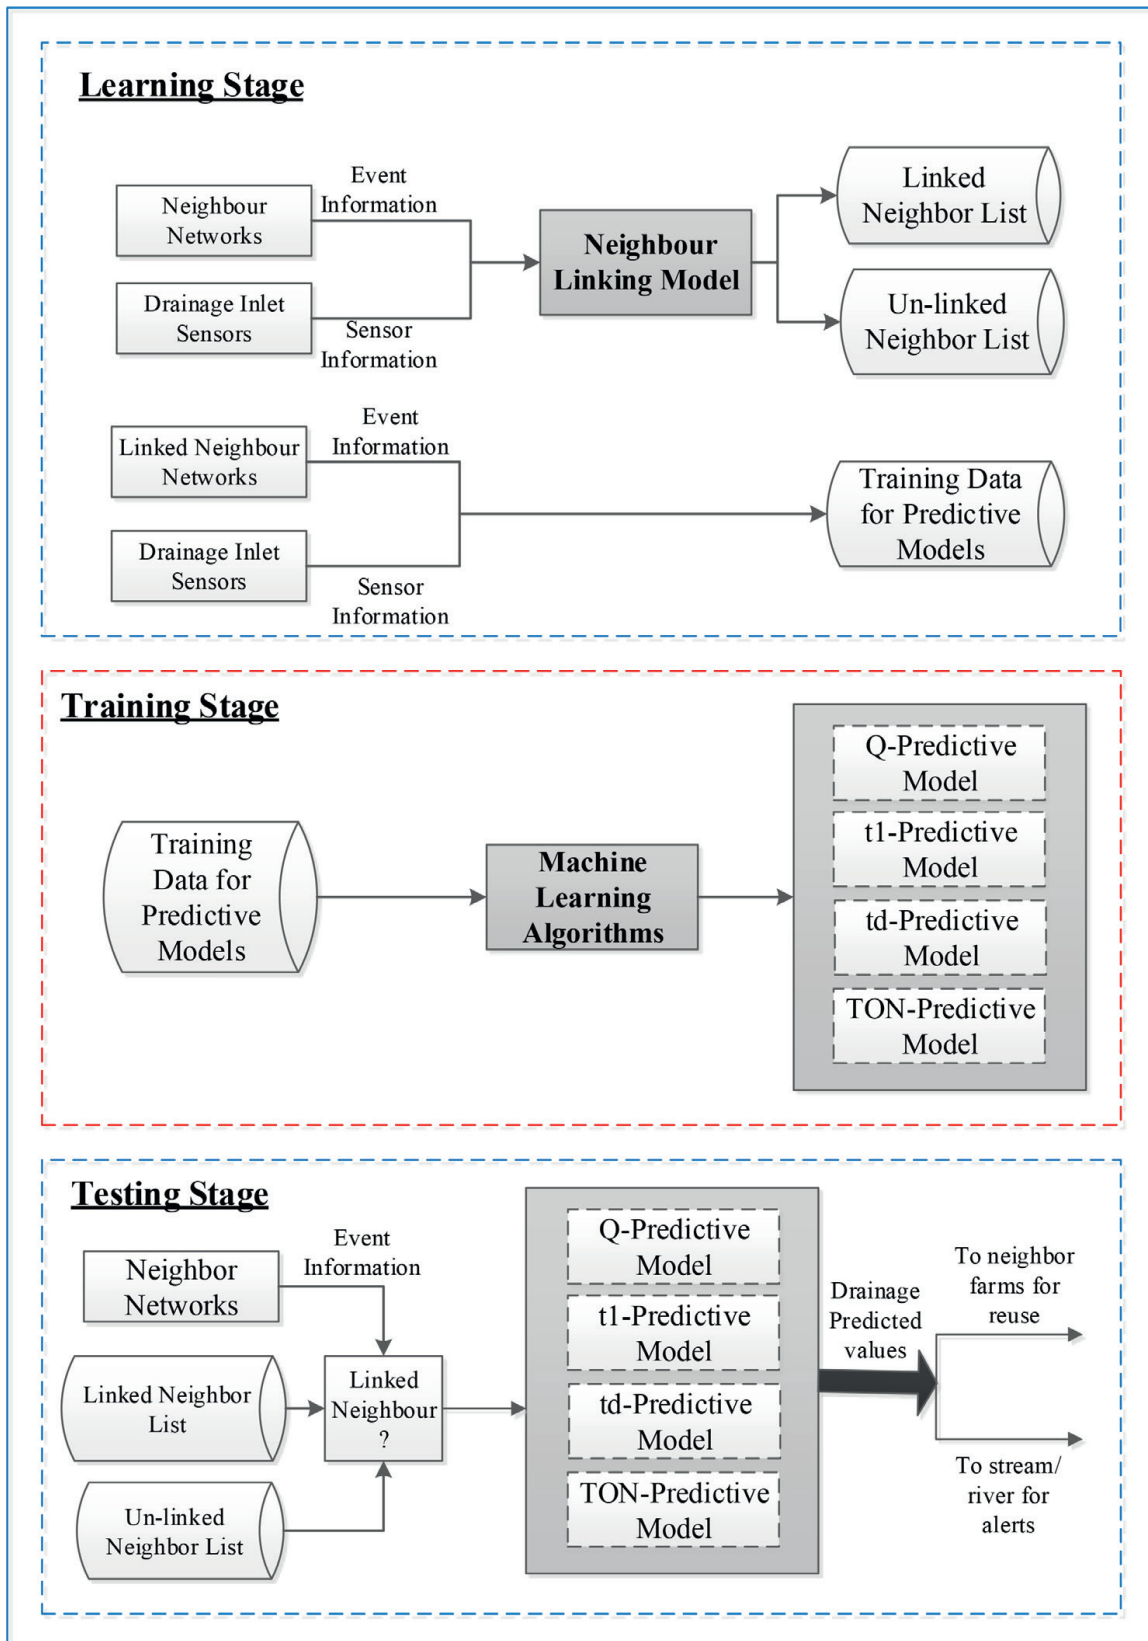 Learning Stage
Event
Information
Neighbour
Networks
Drainage Inlet
Sensors
Sensor
Information
Neighbour
Linking Model
Linked
Neighbor List
Un-linked
Neighbor List
Event
Information
Linked Neighbour
Networks
Drainage Inlet
Sensors
Sensor
Information
Training Data
for Predictive
Models
Training Stage
Training
Data for
Predictive
Models
Machine
Learning
Algorithms
Q-Predictive
Model
t1-Predictive
Model
td-Predictive
Model
TON-Predictive
Model
Testing Stage
Event
Information
Neighbor
Networks
Linked Neighbor
List
Un-linked
Neighbor List
Linked
Neighbour
?
Q-Predictive
Model
t1-Predictive
Model
td-Predictive
Model
TON-Predictive
Model
Drainage
Predicted
values
To neighbor
farms for
reuse
To stream/
river for
alerts